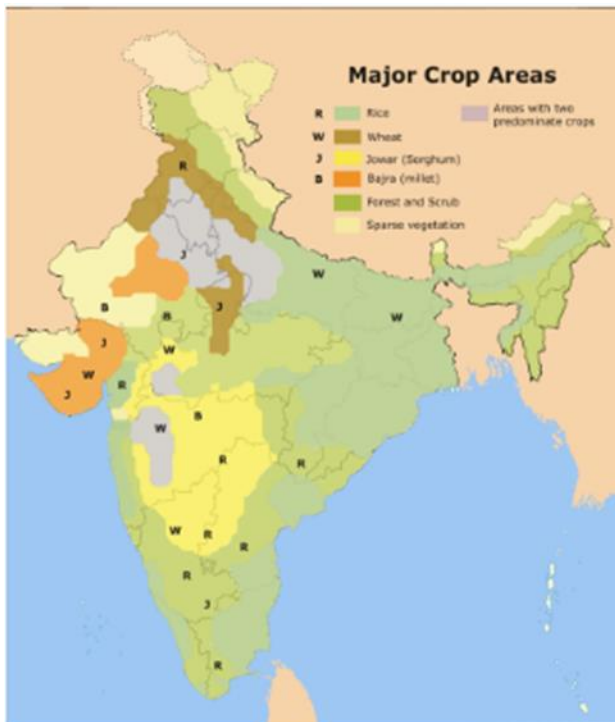 Major Crop Areas
R Rice
W Wheat
J Jowar (Sorghum)
B Bajra (millet)
Forest and Scrub
Sparse vegetation
Areas with two
predominate crops
R
J
W
W
B
B
J
J
W
J
W
R
B
W
R
R
W
R
R
R
J
R